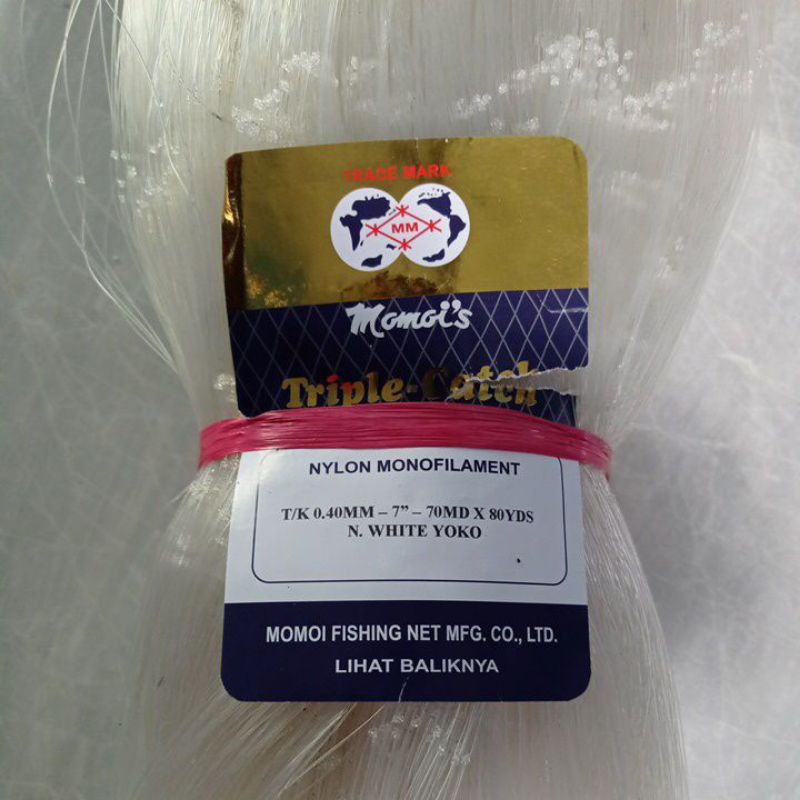 TRADE MARK
MM
Momoi's
Triple-Catch
NYLON MONOFILAMENT
T/K 0.40MM – 7” – 70MD X 80YDS
N. WHITE YOKO
MOMOI FISHING NET MFG. CO., LTD.
LIHAT BALIKNYA